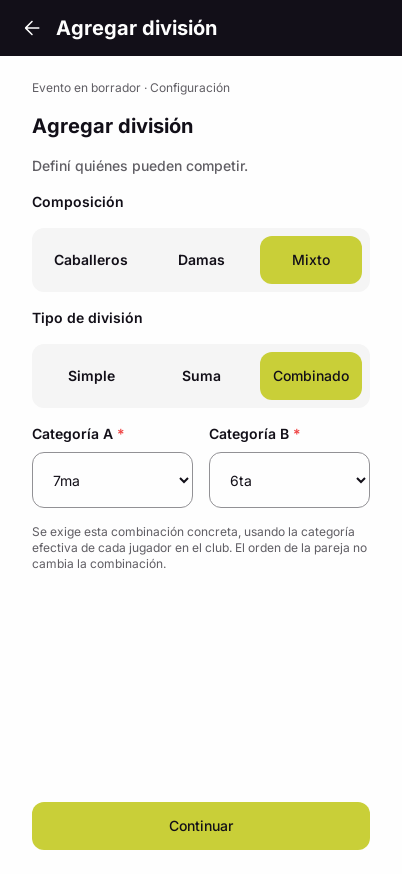 Agregar división
Evento en borrador · Configuración
Agregar división
Definí quiénes pueden competir.
Composición
Caballeros Damas Mixto
Tipo de división
Simple Suma Combinado
Categoría A * Categoría B *
7ma 6ta
Se exige esta combinación concreta, usando la categoría
efectiva de cada jugador en el club. El orden de la pareja no
cambia la combinación.
Continuar